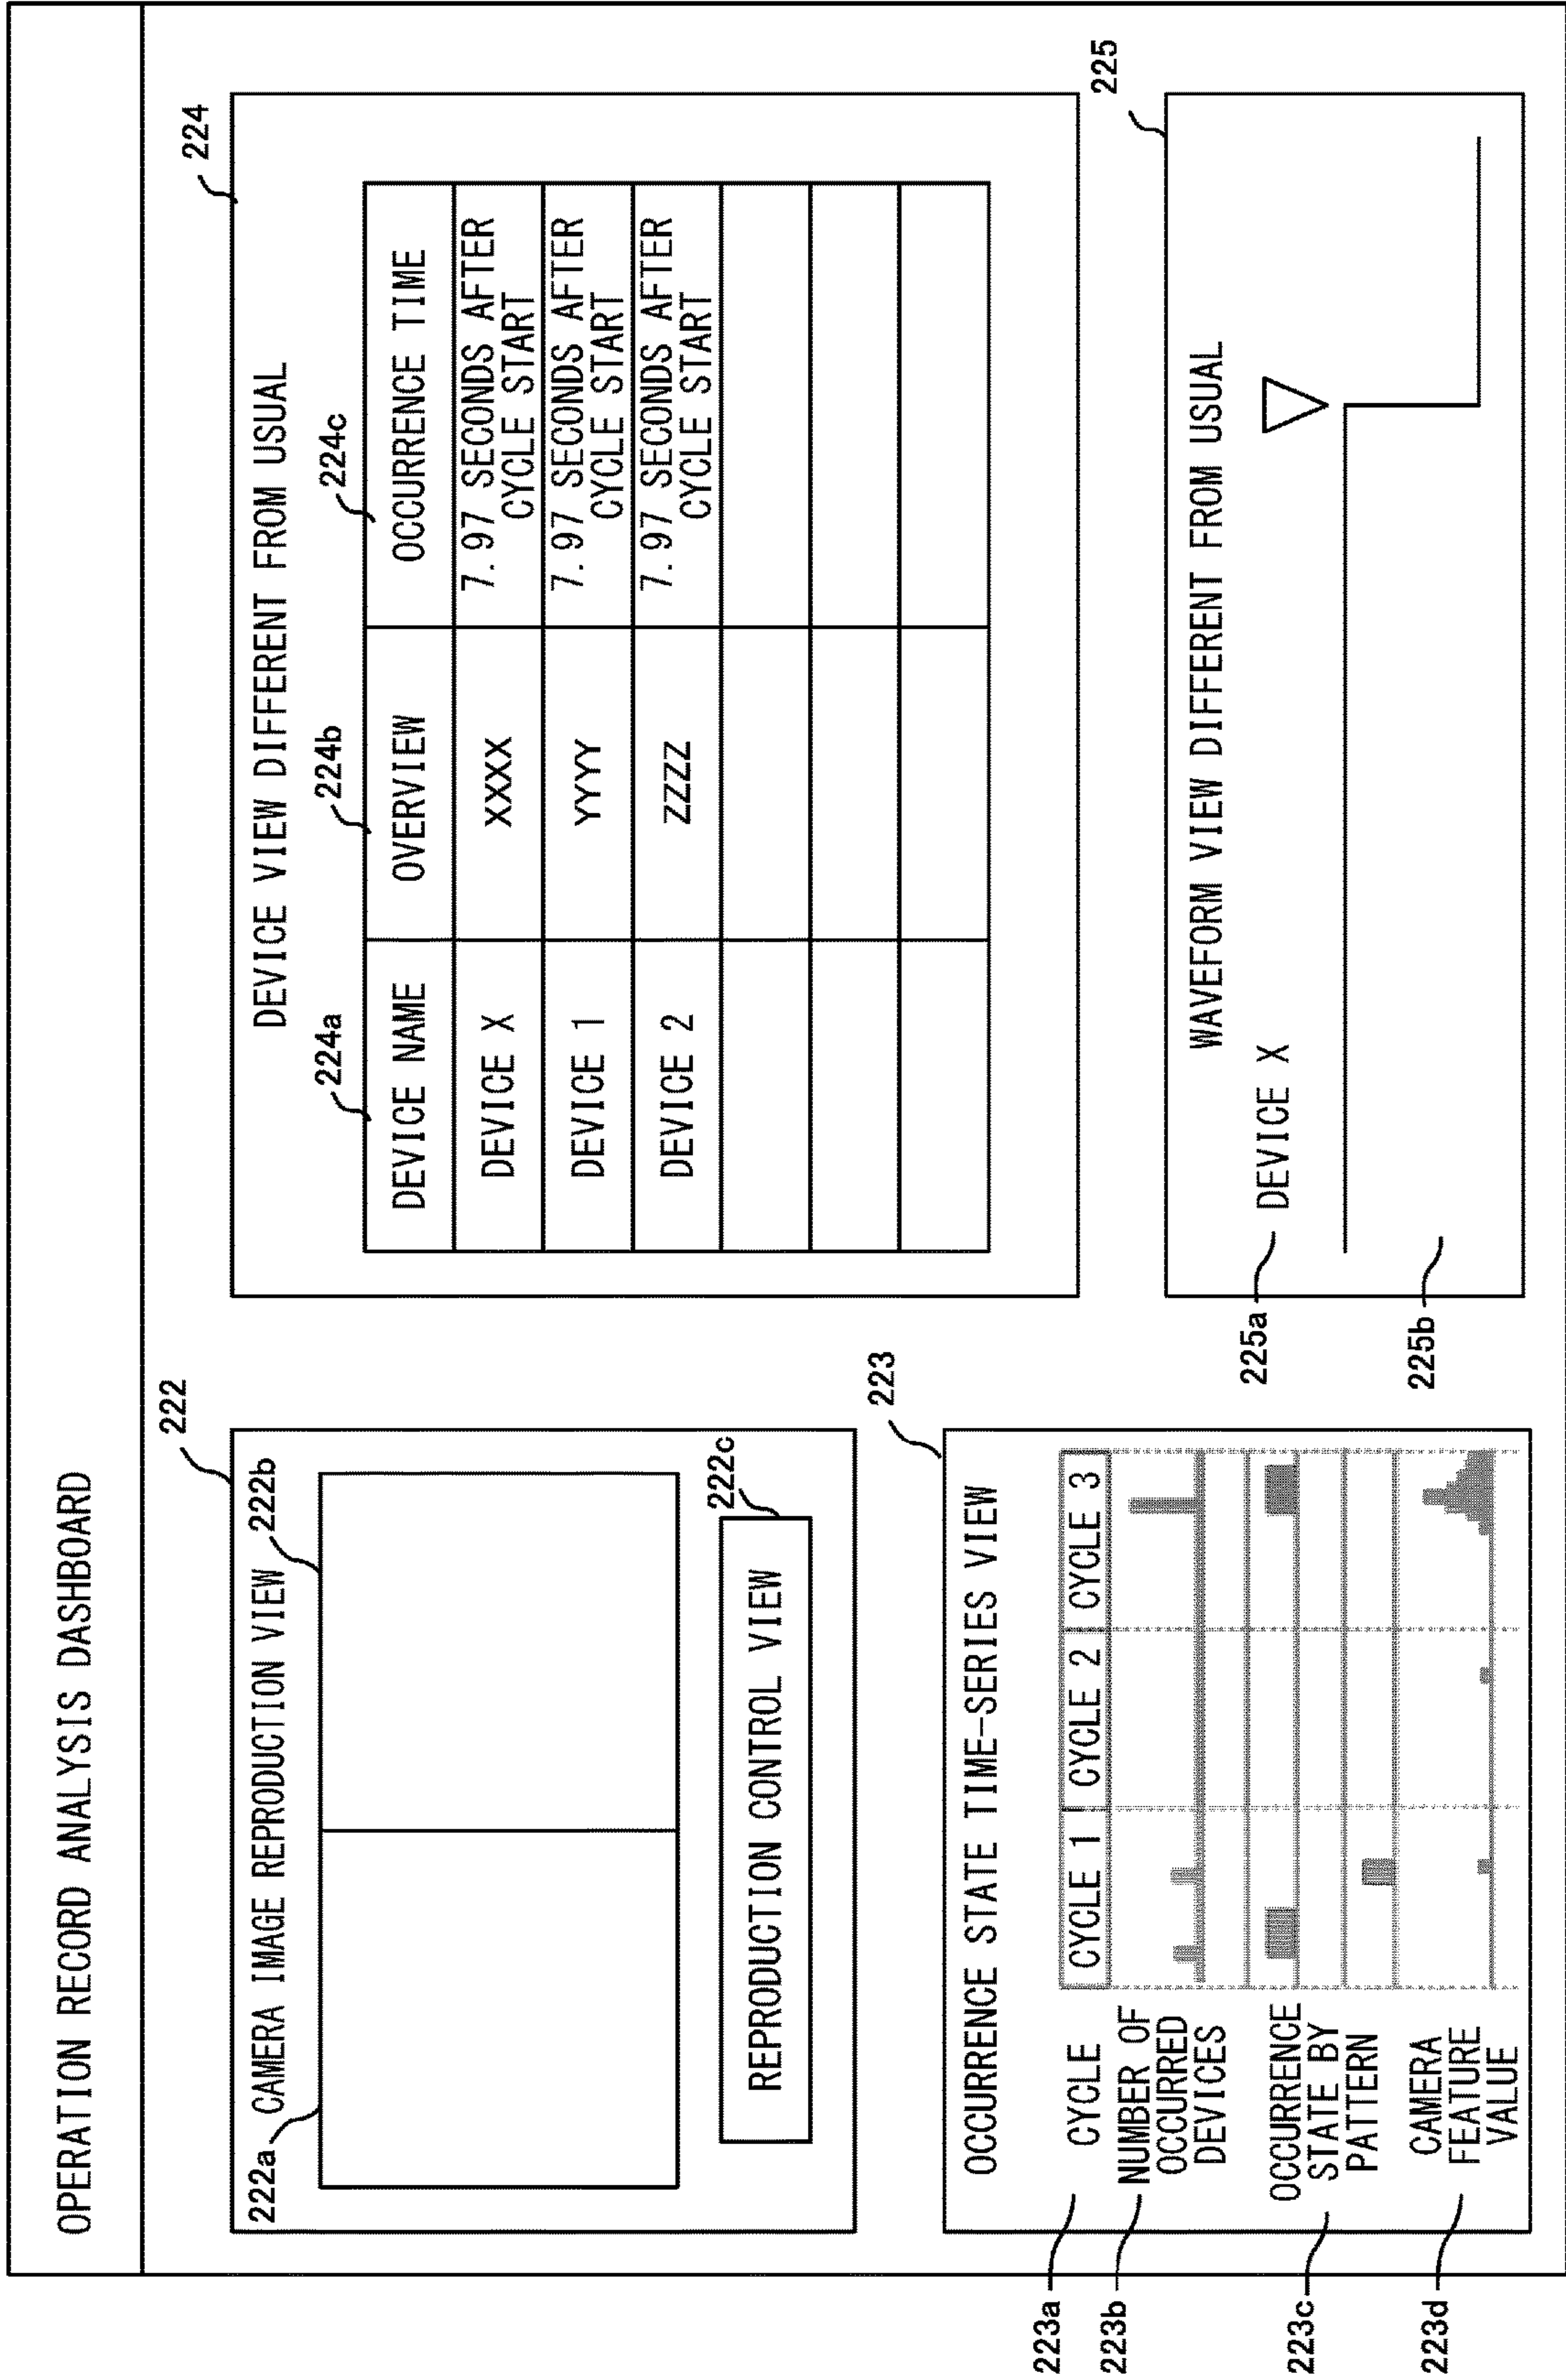 OPERATION RECORD ANALYSIS DASHBOARD
222
222a
CAMERA IMAGE REPRODUCTION VIEW
222b
222c
REPRODUCTION CONTROL VIEW
223
OCCURRENCE STATE TIME-SERIES VIEW
223a
CYCLE
CYCLE 1
CYCLE 2
CYCLE 3
223b
NUMBER OF
OCCURRED
DEVICES
223c
OCCURRENCE
STATE BY
PATTERN
223d
CAMERA
FEATURE
VALUE
224
DEVICE VIEW DIFFERENT FROM USUAL
224a
224b
224c
DEVICE NAME
OVERVIEW
OCCURRENCE TIME
DEVICE X
XXXX
7.97 SECONDS AFTER
CYCLE START
DEVICE 1
YYYY
7.97 SECONDS AFTER
CYCLE START
DEVICE 2
ZZZZ
7.97 SECONDS AFTER
CYCLE START
225
WAVEFORM VIEW DIFFERENT FROM USUAL
225a
DEVICE X
225b